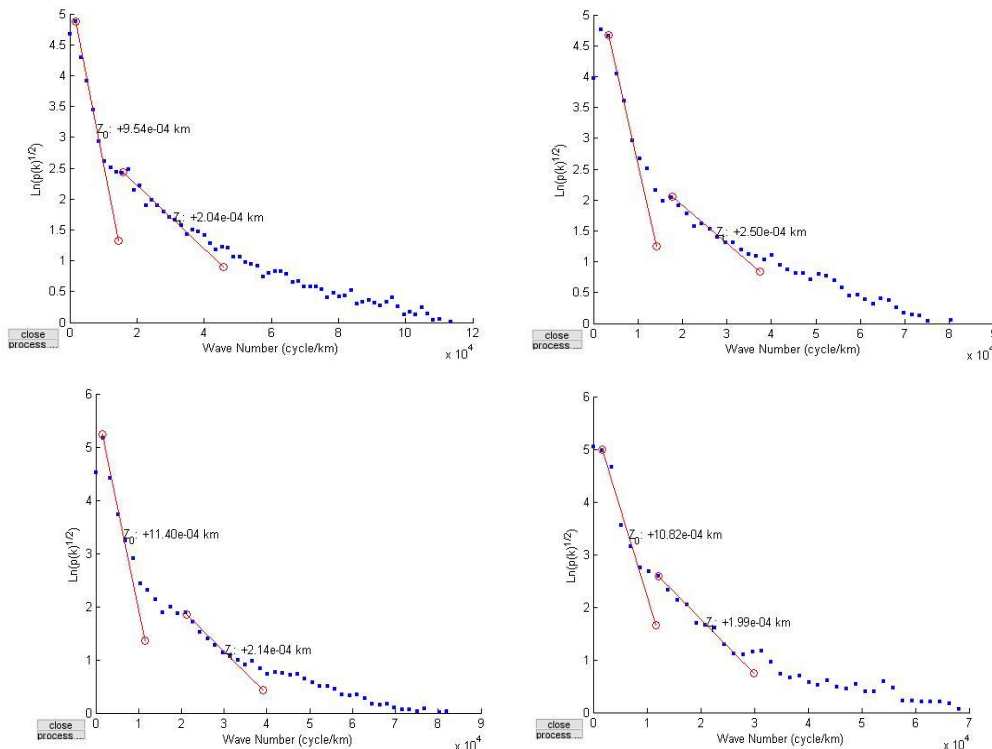 5
4.5
4
3.5
3
2.5
2
1.5
1
0.5
0
Ln(p(k)^1/2)
Z0: +9.54e-04 km
Zt: +2.04e-04 km
0 2 4 6 8 10 12
x 10^4
Wave Number (cycle/km)
close
process ...
5
4.5
4
3.5
3
2.5
2
1.5
1
0.5
0
Ln(p(k)^1/2)
Z0: +2.50e-04 km
0 1 2 3 4 5 6 7 8 9
x 10^4
Wave Number (cycle/km)
close
process ...
6
5
4
3
2
1
0
Ln(p(k)^1/2)
Z0: +11.40e-04 km
Zt: +2.14e-04 km
0 1 2 3 4 5 6 7 8 9
x 10^4
Wave Number (cycle/km)
close
process ...
6
5
4
3
2
1
0
Ln(p(k)^1/2)
Z0: +10.82e-04 km
Zt: +1.99e-04 km
0 1 2 3 4 5 6 7
x 10^4
Wave Number (cycle/km)
close
process ...